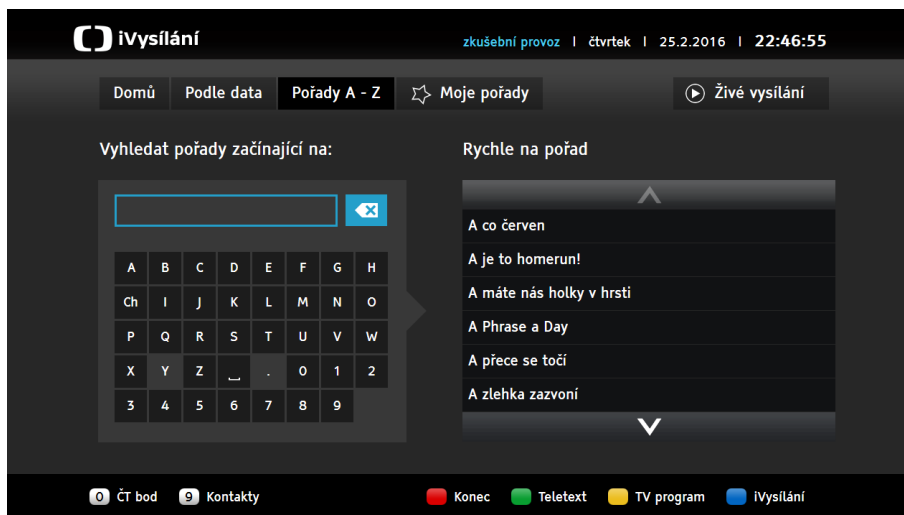 iVysílání
zkušební provoz I čtvrtek I 25.2.2016 I 22:46:55
Domů Podle data Pořady A - Z Moje pořady Živé vysílání
Vyhledat pořady začínající na:
A B C D E F G H
Ch I J K L M N O
P Q R S T U V W
X Y Z ⎵ . 0 1 2
3 4 5 6 7 8 9
Rychle na pořad
A co červen
A je to homerun!
A máte nás holky v hrsti
A Phrase a Day
A přece se točí
A zlehka zazvoní
0 ČT bod 9 Kontakty Konec Teletext TV program iVysílání